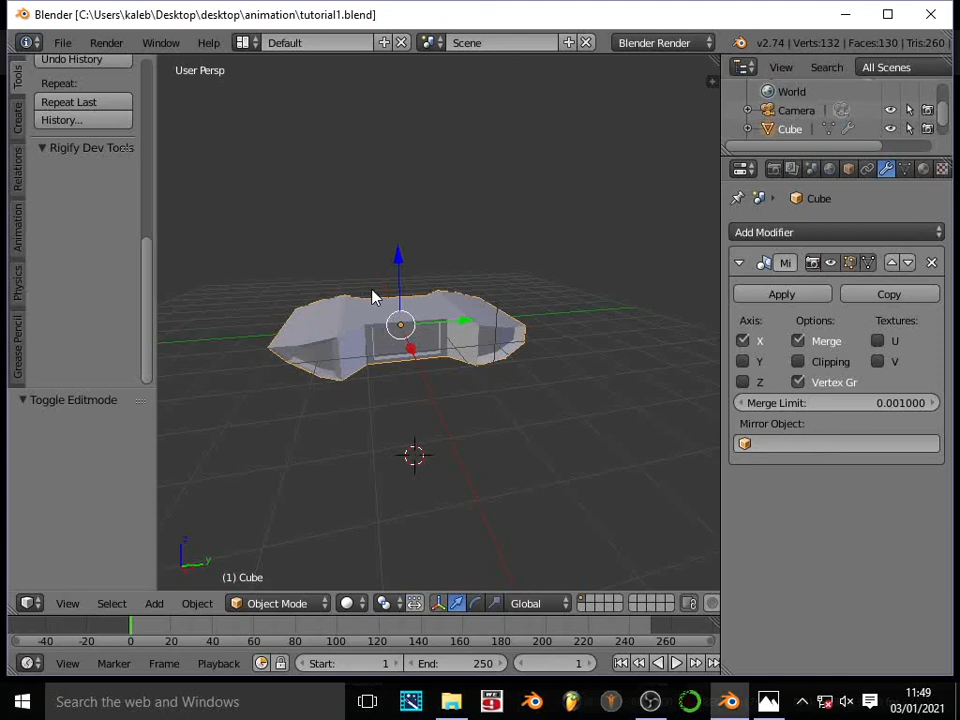 Blender [C:\Users\kaleb\Desktop\desktop\animation\tutorial1.blend]
File Render Window Help Default Scene Blender Render v2.74 | Verts:132 | Faces:130 | Tris:260
Undo History
Repeat:
Repeat Last
History...
Rigify Dev Tools
Toggle Editmode
Tools
Create
Relations
Animation
Physics
Grease Pencil
User Persp
z
y
(1) Cube
View Search All Scenes
World
Camera
Cube
Cube
Add Modifier
Mi
Apply Copy
Axis: Options: Textures:
X Merge U
Y Clipping V
Z Vertex Gr
Merge Limit: 0.001000
Mirror Object:
View Select Add Object Object Mode Global
-40 -20 0 20 40 60 80 100 120 140 160 180 200 220 240 260
View Marker Frame Playback Start: 1 End: 250 1
Search the web and Windows
11:49
03/01/2021